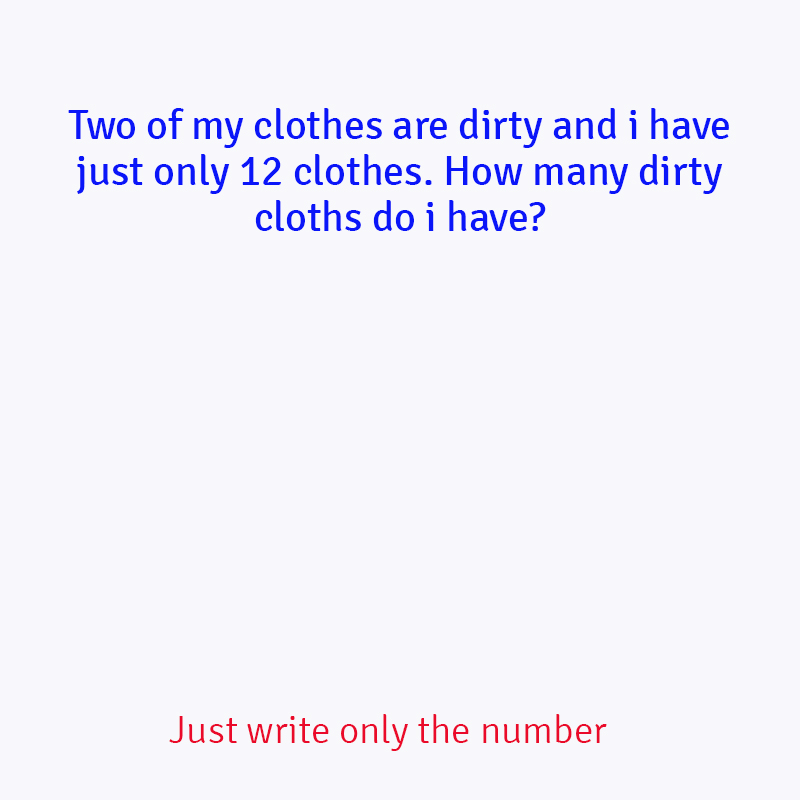 Two of my clothes are dirty and i have
just only 12 clothes. How many dirty
cloths do i have?
Just write only the number